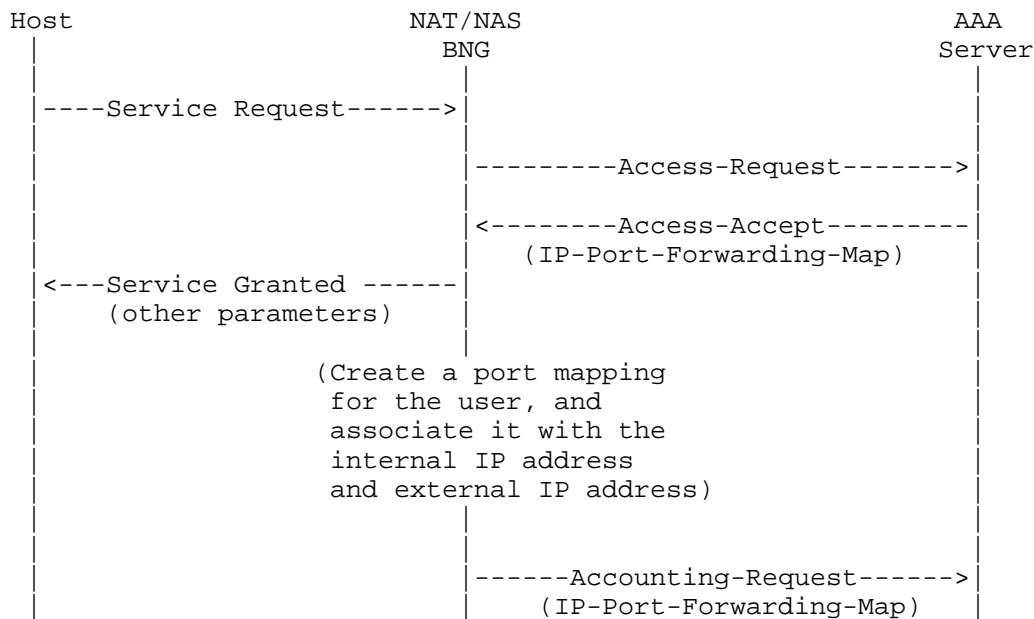 Host NAT/NAS AAA
| BNG Server
| | |
|----Service Request------>| |
| | |
| |---------Access-Request------->|
| | |
| |<--------Access-Accept---------|
| | (IP-Port-Forwarding-Map) |
|<---Service Granted ------| |
| (other parameters) | |
| | |
| (Create a port mapping |
| for the user, and |
| associate it with the |
| internal IP address |
| and external IP address) |
| | |
| | |
| |------Accounting-Request------>|
| | (IP-Port-Forwarding-Map) |